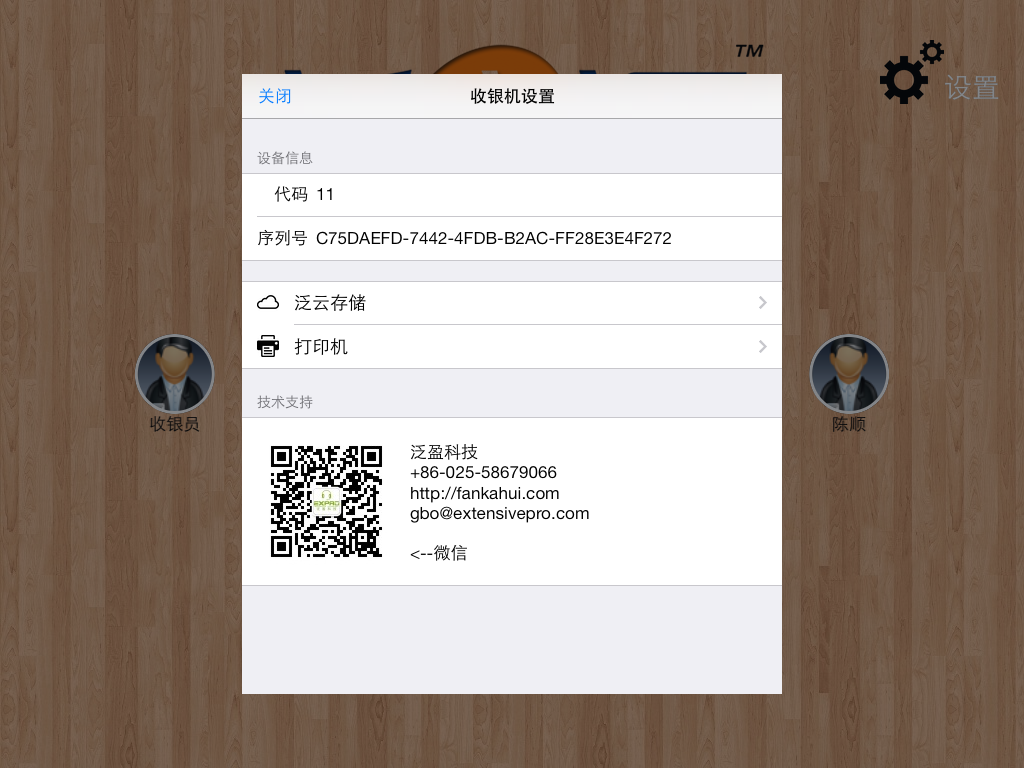 TM
设置
关闭
收银机设置
设备信息
代码 11
序列号 C75DAEFD-7442-4FDB-B2AC-FF28E3E4F272
泛云存储
打印机
收银员
陈顺
技术支持
泛盈科技
+86-025-58679066
http://fankahui.com
gbo@extensivepro.com
<--微信
EXPRO